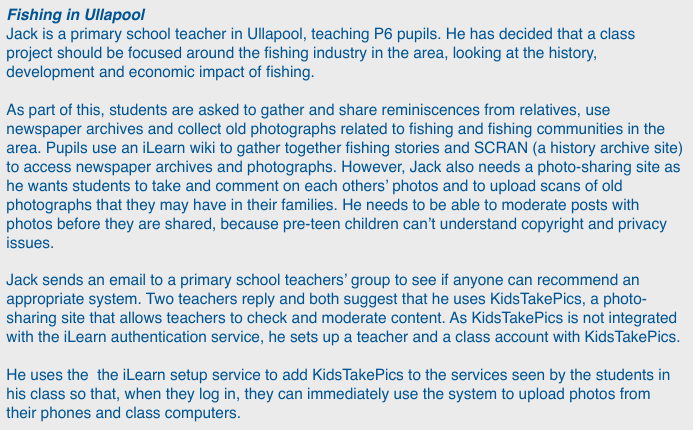 Fishing in Ullapool
Jack is a primary school teacher in Ullapool, teaching P6 pupils. He has decided that a class
project should be focused around the fishing industry in the area, looking at the history,
development and economic impact of fishing.
As part of this, students are asked to gather and share reminiscences from relatives, use
newspaper archives and collect old photographs related to fishing and fishing communities in the
area. Pupils use an iLearn wiki to gather together fishing stories and SCRAN (a history archive site)
to access newspaper archives and photographs. However, Jack also needs a photo-sharing site as
he wants students to take and comment on each others’ photos and to upload scans of old
photographs that they may have in their families. He needs to be able to moderate posts with
photos before they are shared, because pre-teen children can’t understand copyright and privacy
issues.
Jack sends an email to a primary school teachers’ group to see if anyone can recommend an
appropriate system. Two teachers reply and both suggest that he uses KidsTakePics, a photo-
sharing site that allows teachers to check and moderate content. As KidsTakePics is not integrated
with the iLearn authentication service, he sets up a teacher and a class account with KidsTakePics.
He uses the the iLearn setup service to add KidsTakePics to the services seen by the students in
his class so that, when they log in, they can immediately use the system to upload photos from
their phones and class computers.